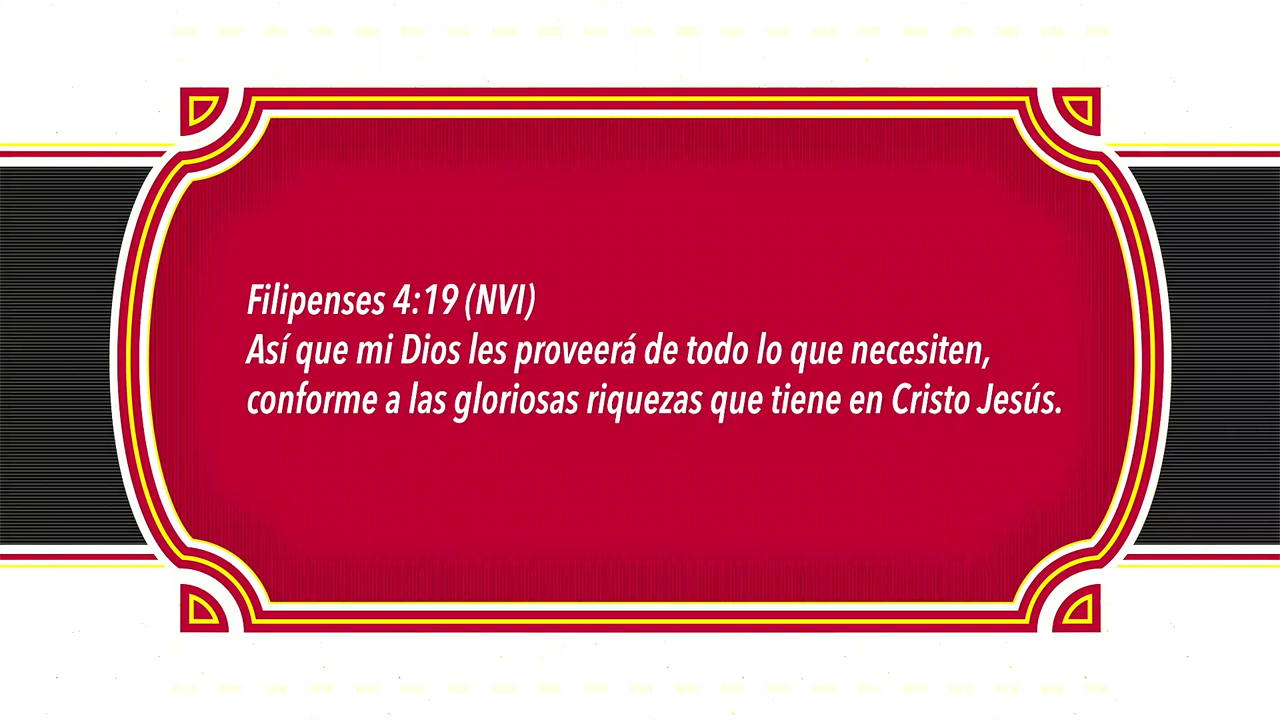 Filipenses 4:19 (NVI)
Así que mi Dios les proveerá de todo lo que necesiten,
conforme a las gloriosas riquezas que tiene en Cristo Jesús.